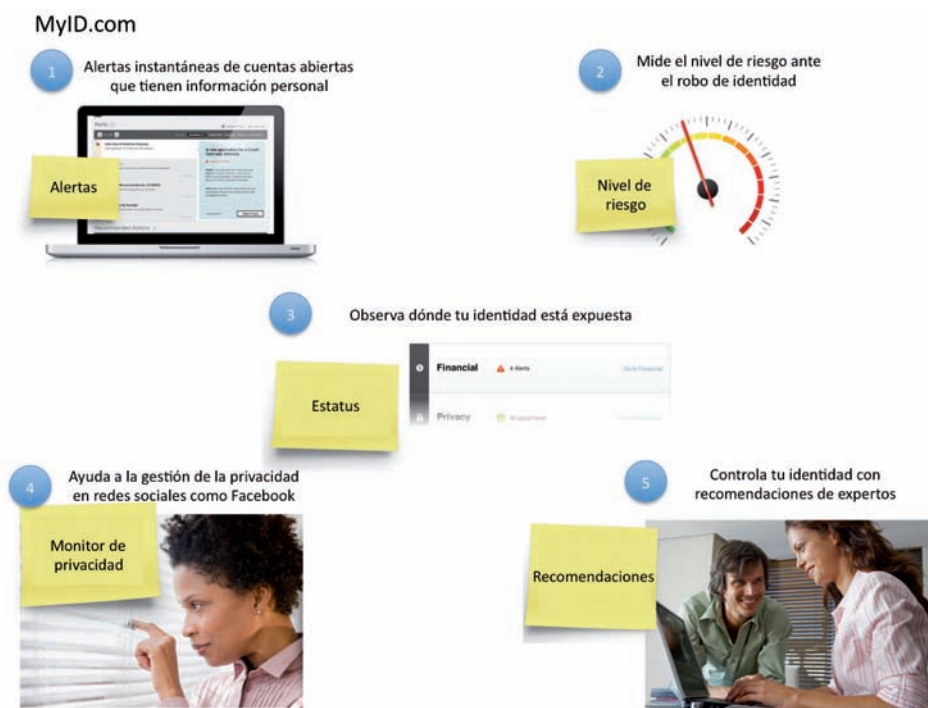 MyID.com
1
Alertas instantáneas de cuentas abiertas
que tienen información personal
Alertas
2
Mide el nivel de riesgo ante
el robo de identidad
Nivel de
riesgo
3
Observa dónde tu identidad está expuesta
Estatus
Financial
4 Alerts
Go to Financial
Privacy
4
Ayuda a la gestión de la privacidad
en redes sociales como Facebook
Monitor de
privacidad
5
Controla tu identidad con
recomendaciones de expertos
Recomendaciones